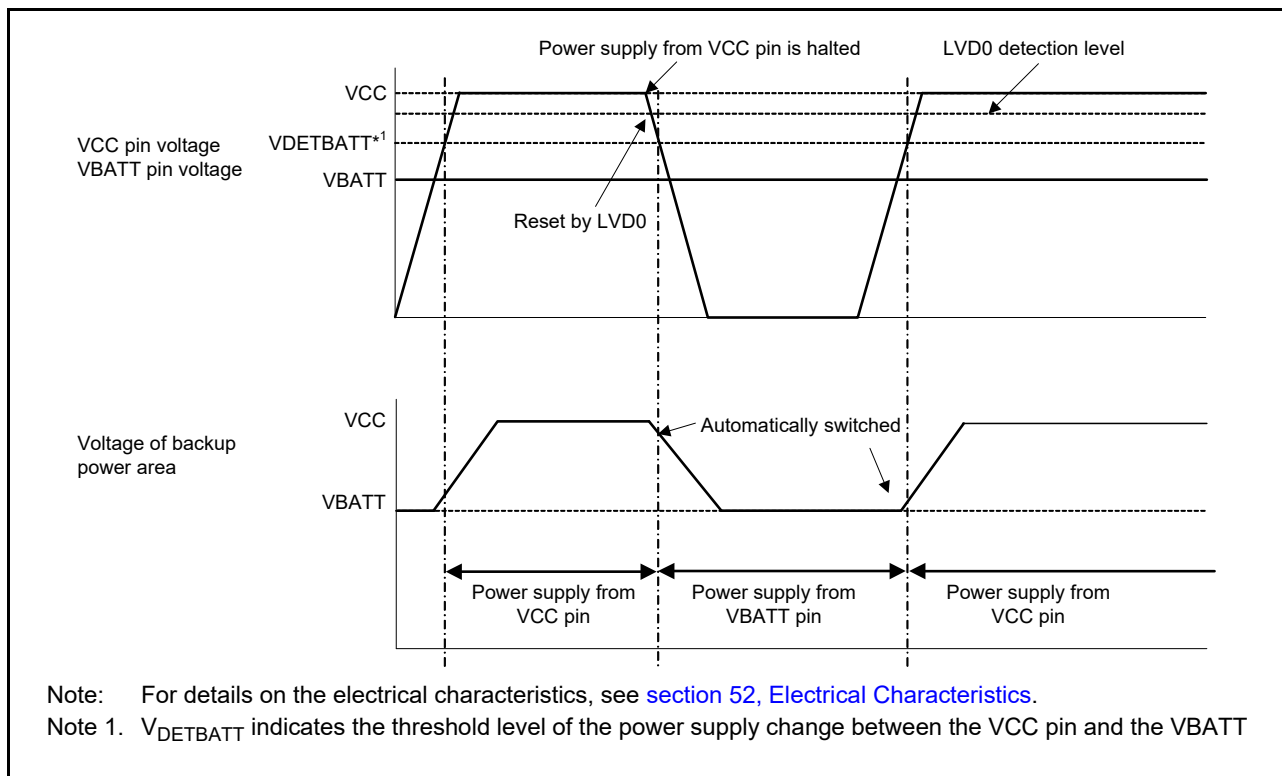 Power supply from VCC pin is halted
LVD0 detection level
VCC
VDETBATT*1
VCC pin voltage
VBATT pin voltage
VBATT
Reset by LVD0
VCC
Automatically switched
Voltage of backup
power area
VBATT
Power supply from
VCC pin
Power supply from
VBATT pin
Power supply from
VCC pin
Note: For details on the electrical characteristics, see section 52, Electrical Characteristics.
Note 1. VDETBATT indicates the threshold level of the power supply change between the VCC pin and the VBATT